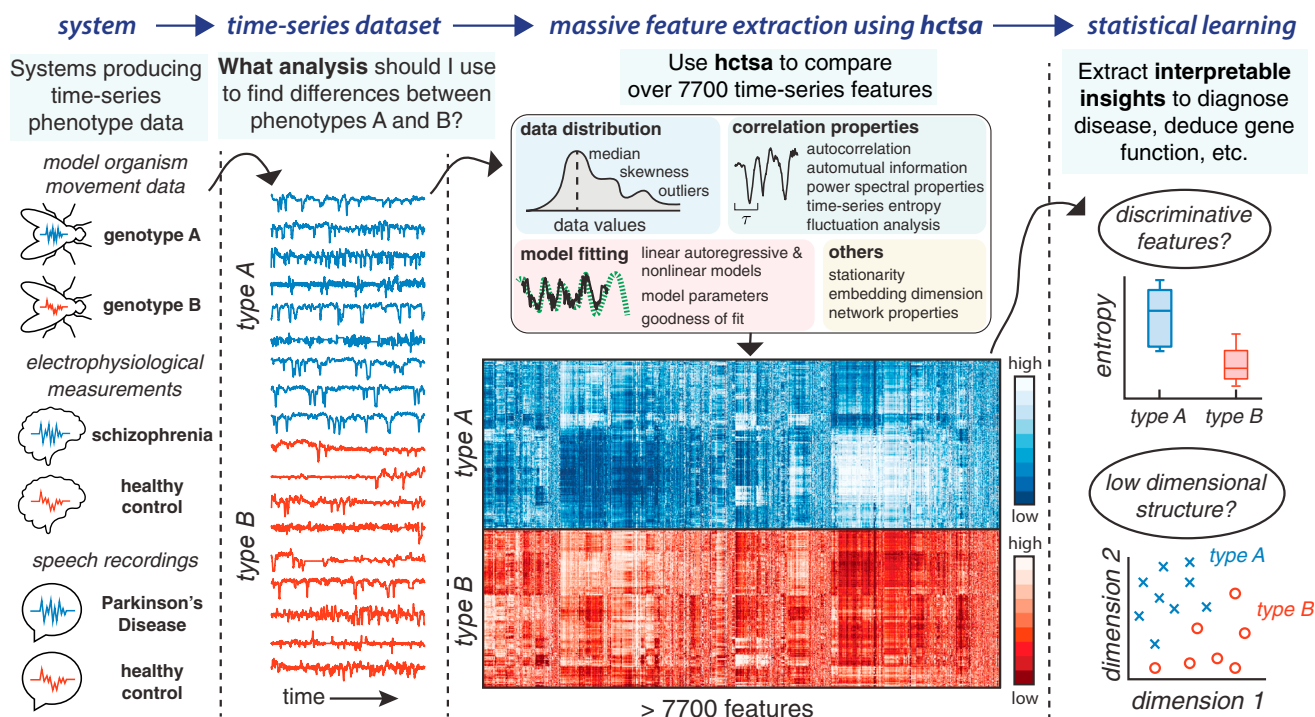 system
time-series dataset
massive feature extraction using hctsa
statistical learning
Systems producing
time-series
phenotype data
model organism
movement data
genotype A
genotype B
electrophysiological
measurements
schizophrenia
healthy
control
speech recordings
Parkinson's
Disease
healthy
control
What analysis should I use
to find differences between
phenotypes A and B?
type A
type B
time
Use hctsa to compare
over 7700 time-series features
data distribution
median
skewness
outliers
data values
correlation properties
τ
autocorrelation
automutual information
power spectral properties
time-series entropy
fluctuation analysis
model fitting
linear autoregressive &
nonlinear models
model parameters
goodness of fit
others
stationarity
embedding dimension
network properties
type A
type B
high
low
high
low
> 7700 features
Extract interpretable
insights to diagnose
disease, deduce gene
function, etc.
discriminative
features?
entropy
type A
type B
low dimensional
structure?
type A
type B
dimension 2
dimension 1